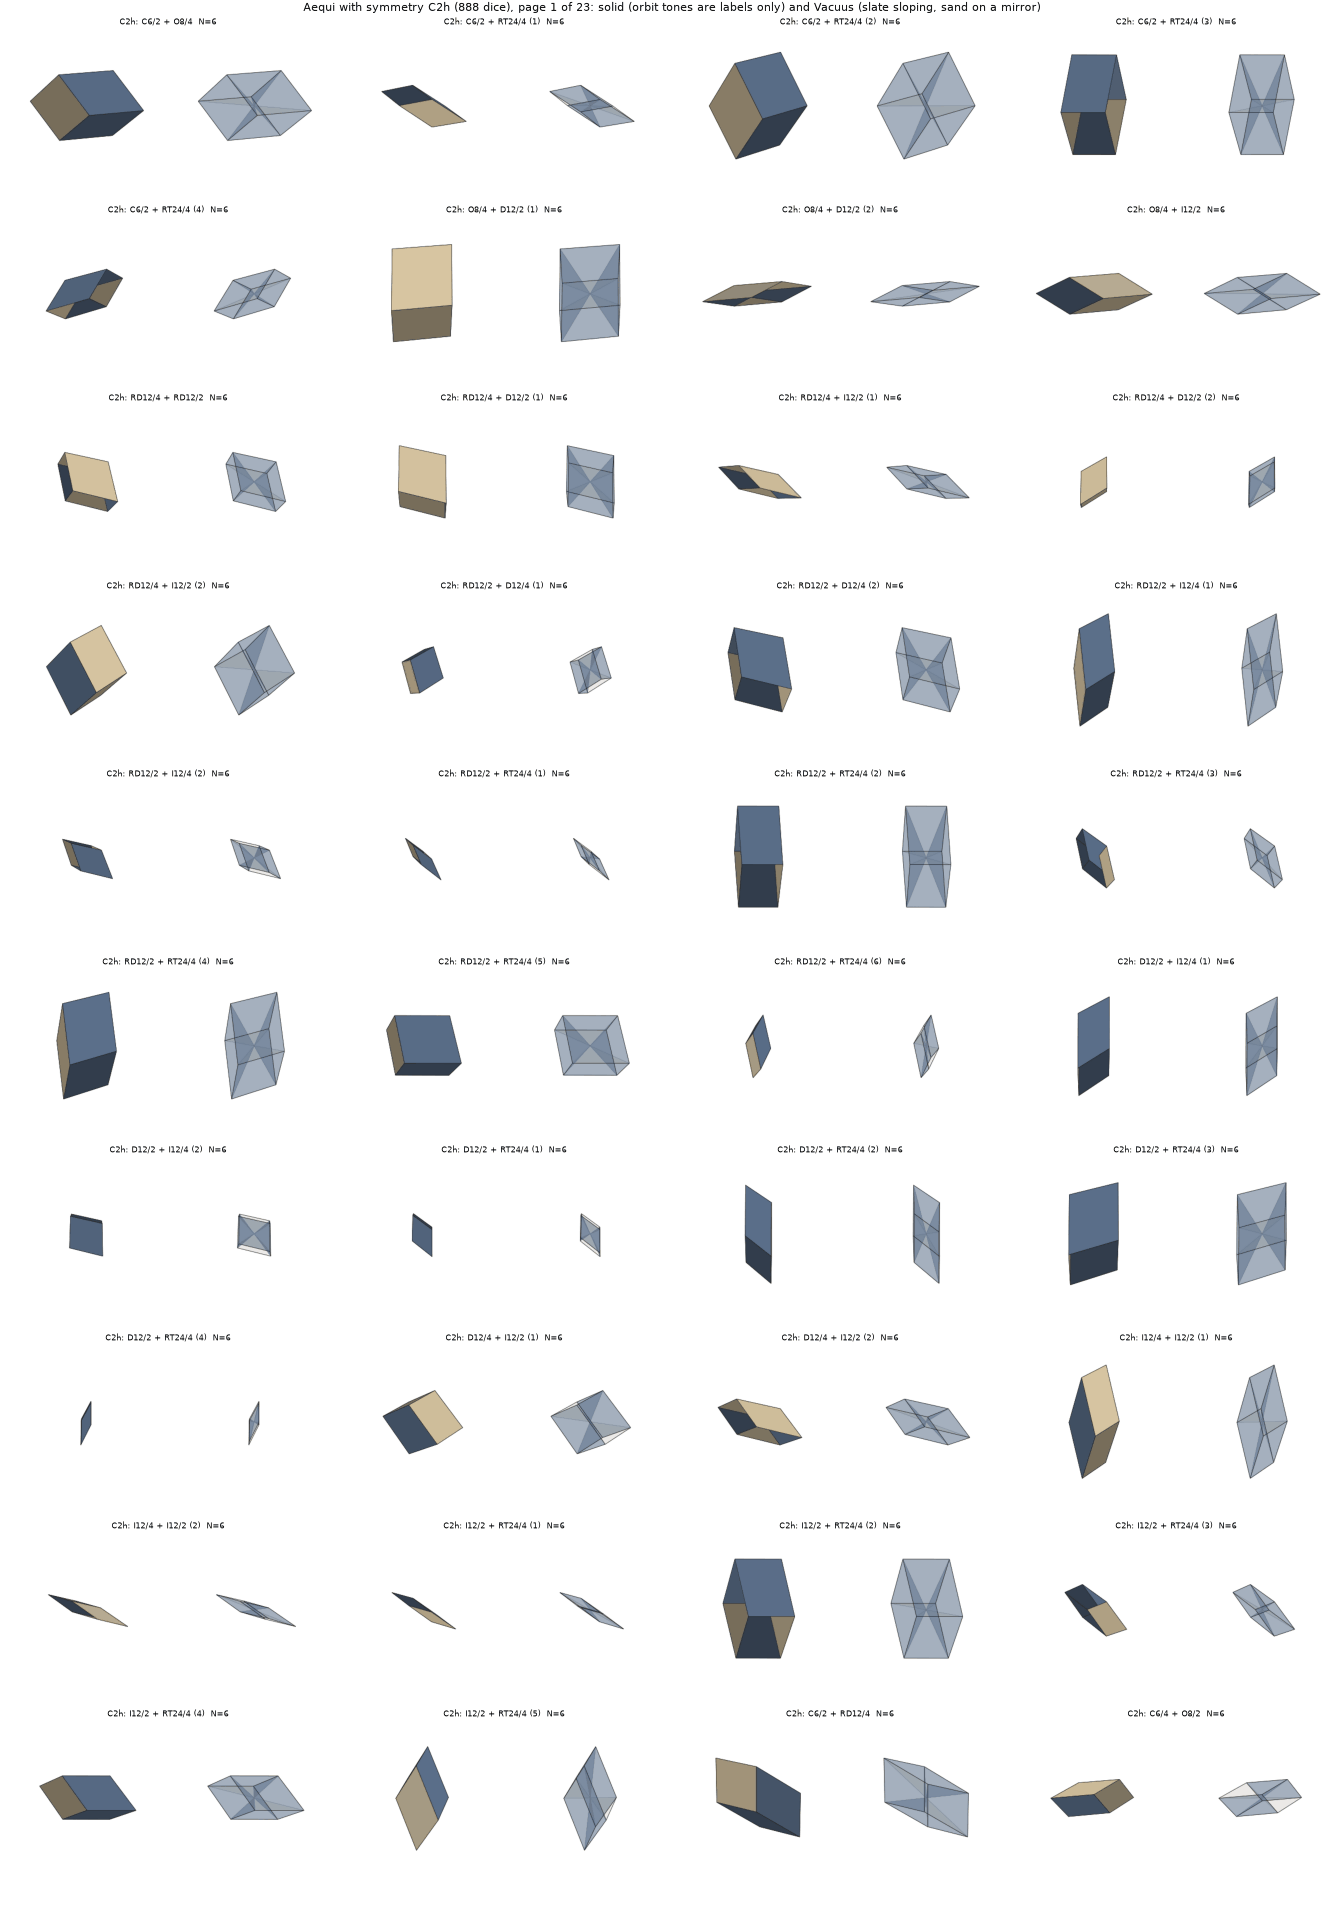 Aequi with symmetry C2h (888 dice), page 1 of 23: solid (orbit tones are labels only) and Vacuus (slate sloping, sand on a mirror)
C2h: C6/2 + O8/4 N=6
C2h: C6/2 + RT24/4 (1) N=6
C2h: C6/2 + RT24/4 (2) N=6
C2h: C6/2 + RT24/4 (3) N=6
C2h: C6/2 + RT24/4 (4) N=6
C2h: O8/4 + D12/2 (1) N=6
C2h: O8/4 + D12/2 (2) N=6
C2h: O8/4 + I12/2 N=6
C2h: RD12/4 + RD12/2 N=6
C2h: RD12/4 + D12/2 (1) N=6
C2h: RD12/4 + I12/2 (1) N=6
C2h: RD12/4 + D12/2 (2) N=6
C2h: RD12/4 + I12/2 (2) N=6
C2h: RD12/2 + D12/4 (1) N=6
C2h: RD12/2 + D12/4 (2) N=6
C2h: RD12/2 + I12/4 (1) N=6
C2h: RD12/2 + I12/4 (2) N=6
C2h: RD12/2 + RT24/4 (1) N=6
C2h: RD12/2 + RT24/4 (2) N=6
C2h: RD12/2 + RT24/4 (3) N=6
C2h: RD12/2 + RT24/4 (4) N=6
C2h: RD12/2 + RT24/4 (5) N=6
C2h: RD12/2 + RT24/4 (6) N=6
C2h: D12/2 + I12/4 (1) N=6
C2h: D12/2 + I12/4 (2) N=6
C2h: D12/2 + RT24/4 (1) N=6
C2h: D12/2 + RT24/4 (2) N=6
C2h: D12/2 + RT24/4 (3) N=6
C2h: D12/2 + RT24/4 (4) N=6
C2h: D12/4 + I12/2 (1) N=6
C2h: D12/4 + I12/2 (2) N=6
C2h: I12/4 + I12/2 (1) N=6
C2h: I12/4 + I12/2 (2) N=6
C2h: I12/2 + RT24/4 (1) N=6
C2h: I12/2 + RT24/4 (2) N=6
C2h: I12/2 + RT24/4 (3) N=6
C2h: I12/2 + RT24/4 (4) N=6
C2h: I12/2 + RT24/4 (5) N=6
C2h: C6/2 + RD12/4 N=6
C2h: C6/4 + O8/2 N=6